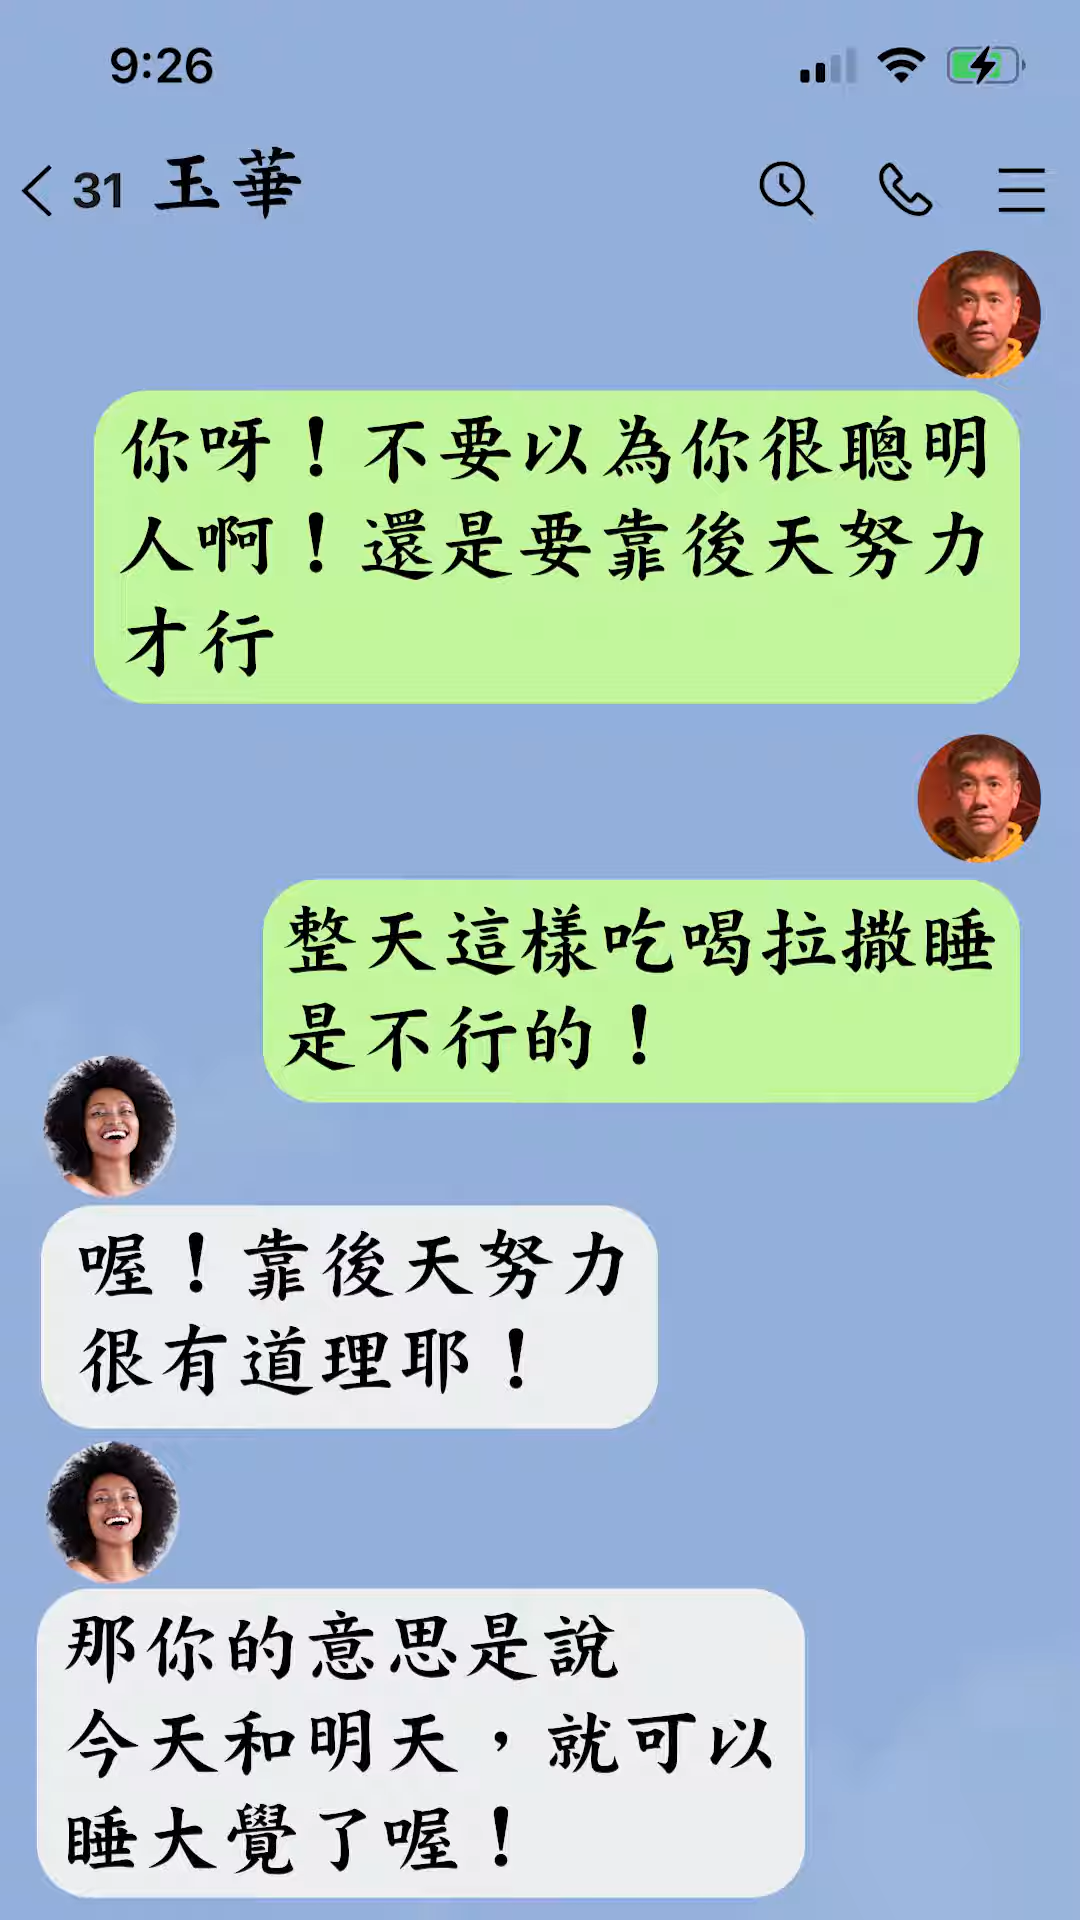 9:26
31 玉華
你呀！不要以為你很聰明
人啊！還是要靠後天努力
才行
整天這樣吃喝拉撒睡
是不行的！
喔！靠後天努力
很有道理耶！
那你的意思是說
今天和明天，就可以
睡大覺了喔！